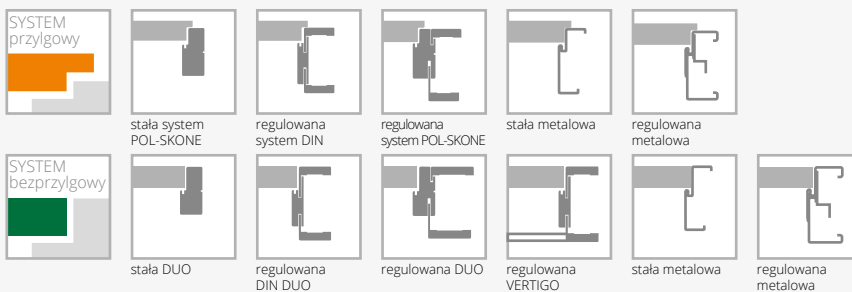 SYSTEM
przylgowy
stała system
POL-SKONE
regulowana
system DIN
regulowana
system POL-SKONE
stała metalowa
regulowana
metalowa
SYSTEM
bezprzylgowy
stała DUO
regulowana
DIN DUO
regulowana DUO
regulowana
VERTIGO
stała metalowa
regulowana
metalowa